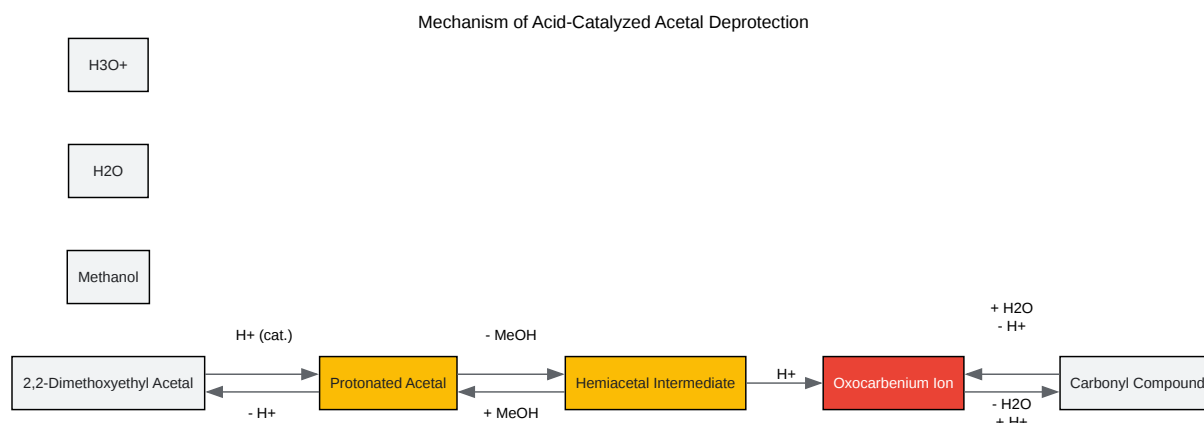 Mechanism of Acid-Catalyzed Acetal Deprotection
H3O+
H2O
Methanol
+ H2O
- H+
H+ (cat.)
- MeOH
2,2-Dimethoxyethyl Acetal
Protonated Acetal
Hemiacetal Intermediate
H+
Oxocarbenium Ion
Carbonyl Compound
- H+
+ MeOH
- H2O
+ H+